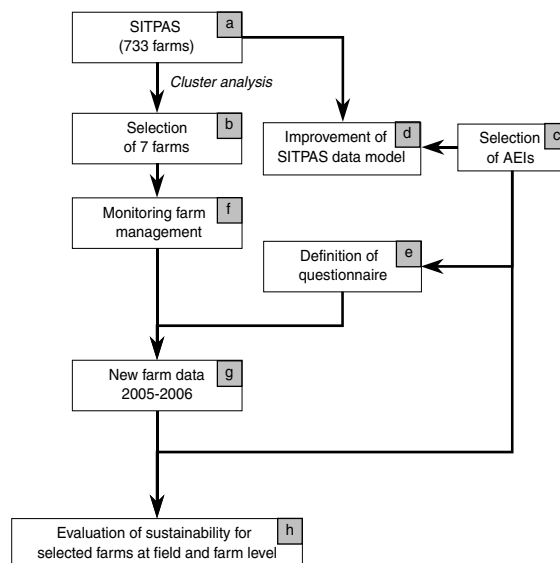 SITPAS
(733 farms)
a
Cluster analysis
Selection
of 7 farms
b
Improvement of
SITPAS data model
d
Selection
of AEIs
c
Monitoring farm
management
f
Definition of
questionnaire
e
New farm data
2005-2006
g
Evaluation of sustainability for
selected farms at field and farm level
h